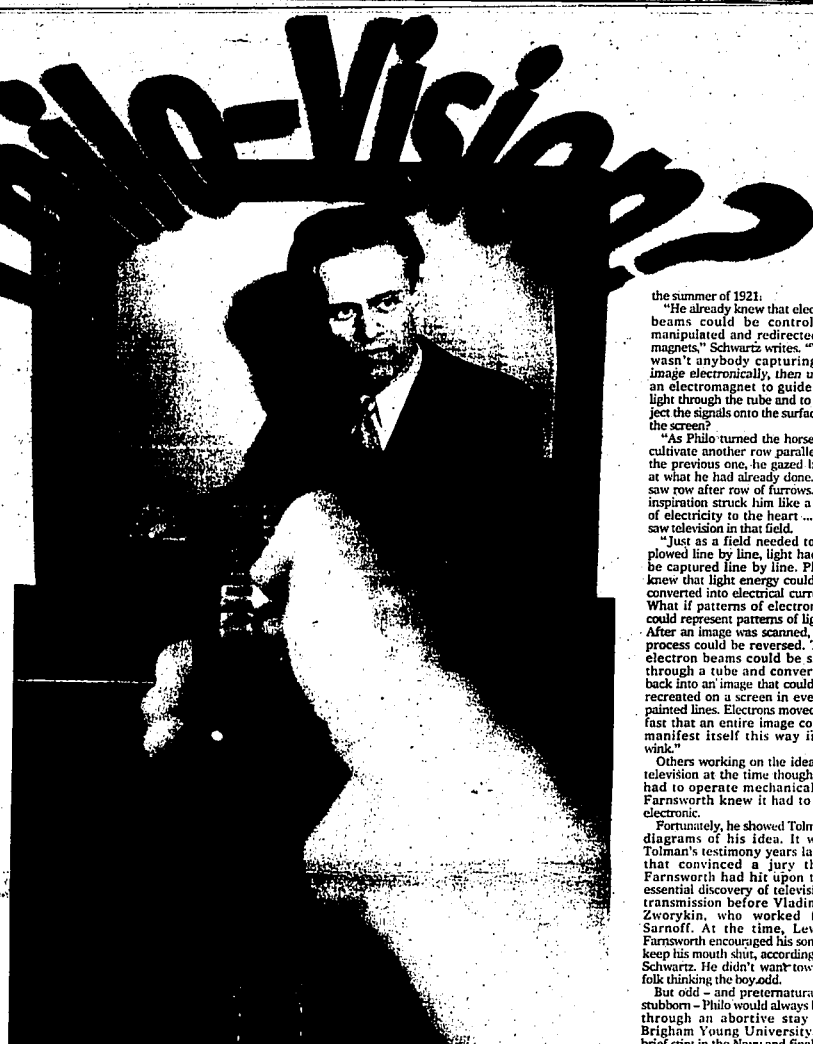 ilo-Vision?
the summer of 1921:
"He already knew that elec
beams could be control
manipulated and redirected
magnets," Schwartz writes. "
wasn't anybody capturing
image electronically, then u
an electromagnet to guide
light through the tube and to
ject the signals onto the surfac
the screen?
"As Philo turned the horse
cultivate another row paralle
the previous one, he gazed
at what he had already done.
saw row after row of furrows.
inspiration struck him like a
of electricity to the heart ...
saw television in that field.
"Just as a field needed to
plowed line by line, light had
be captured line by line. Ph
knew that light energy could
converted into electrical curre
What if patterns of electron
could represent patterns of lig
After an image was scanned,
process could be reversed.
electron beams could be s
through a tube and conver
back into an image that could
recreated on a screen in eve
painted lines. Electrons moved
fast that an entire image co
manifest itself this way i
wink."
Others working on the idea
television at the time though
had to operate mechanical
Farnsworth knew it had to
electronic.
Fortunately, he showed Tolm
diagrams of his idea. It w
Tolman's testimony years la
that convinced a jury th
Farnsworth had hit upon t
essential discovery of televisi
transmission before Vladim
Zworykin, who worked
Sarnoff. At the time, Lew
Farnsworth encouraged his son
keep his mouth shut, according
Schwartz. He didn't want tow
folk thinking the boy odd.
But odd – and preternatura
stubborn – Philo would always b
through an abortive stay
Brigham Young University
brief stint in the Navy and final